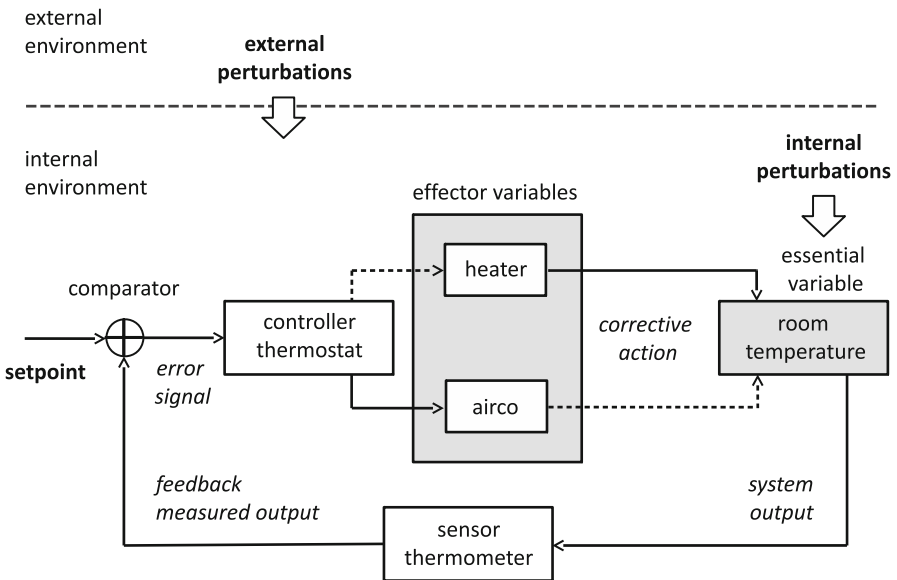 external
environment
external
perturbations
internal
environment
internal
perturbations
effector variables
essential
variable
heater
comparator
controller
thermostat
corrective
action
room
temperature
setpoint
error
signal
airco
feedback
measured output
system
output
sensor
thermometer